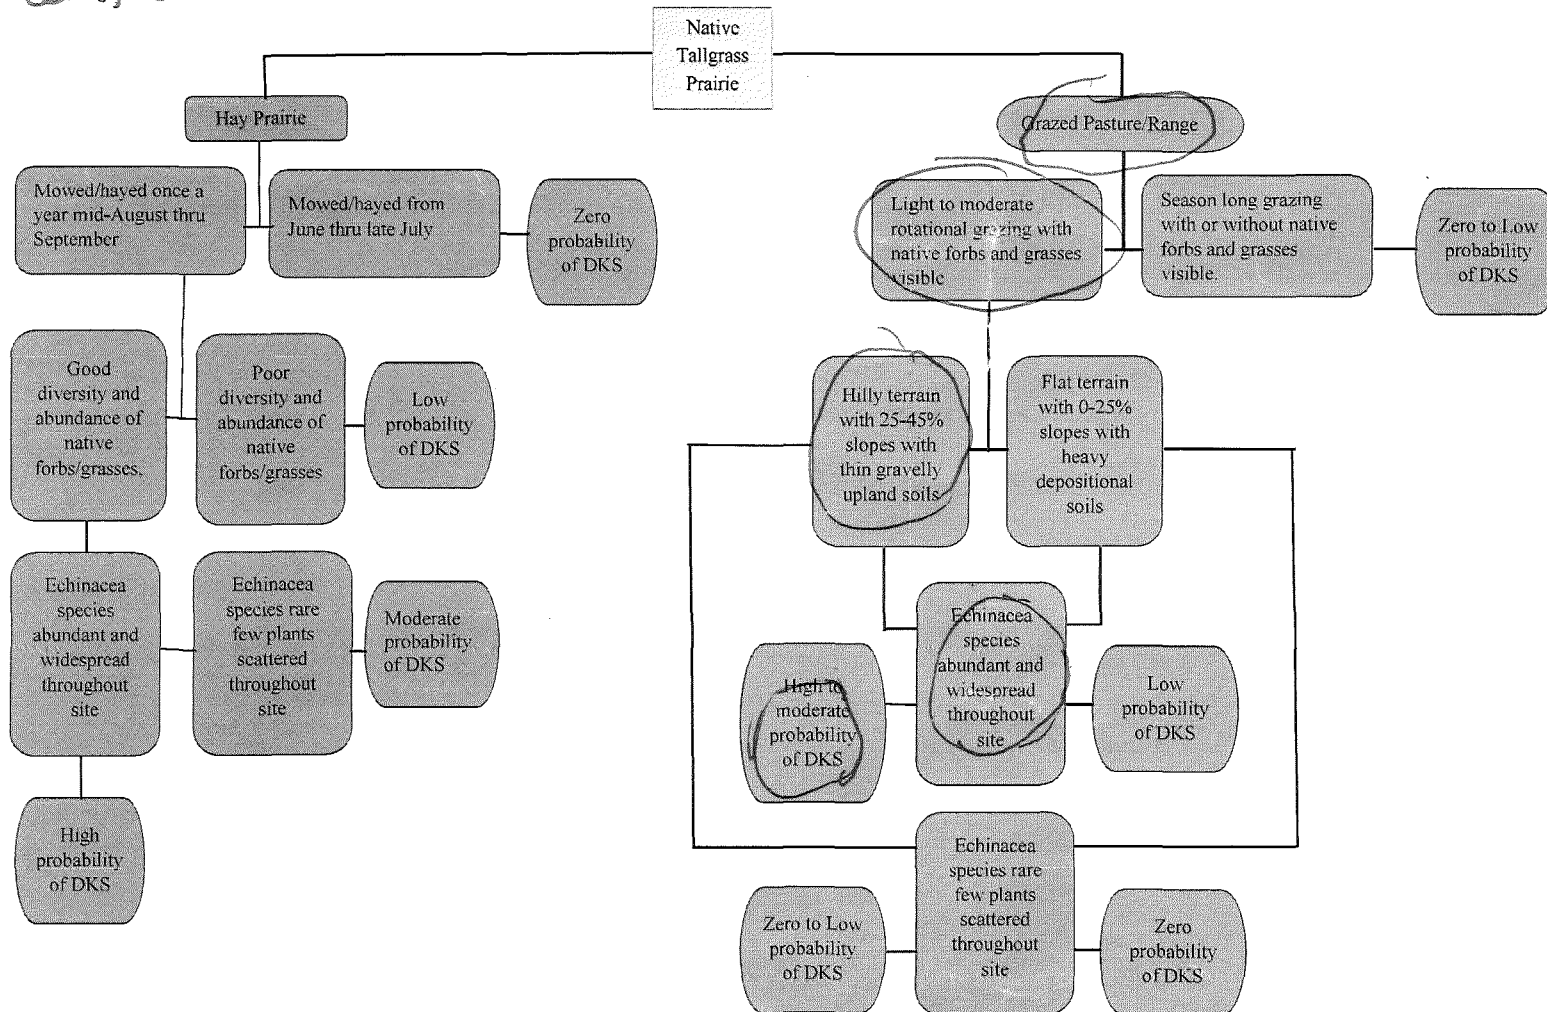 Native
Tallgrass
Prairie
Hay Prairie
Grazed Pasture/Range
Mowed/hayed once a
year mid-August thru
September
Mowed/hayed from
June thru late July
Zero
probability
of DKS
Light to moderate
rotational grazing with
native forbs and grasses
visible
Season long grazing
with or without native
forbs and grasses
visible.
Zero to Low
probability
of DKS
Good
diversity and
abundance of
native
forbs/grasses.
Poor
diversity and
abundance of
native
forbs/grasses
Low
probability
of DKS
Hilly terrain
with 25-45%
slopes with
thin gravelly
upland soils
Flat terrain
with 0-25%
slopes with
heavy
depositional
soils
Echinacea
species
abundant and
widespread
throughout
site
Echinacea
species rare
few plants
scattered
throughout
site
Moderate
probability
of DKS
High to
moderate
probability
of DKS
Echinacea
species
abundant and
widespread
throughout
site
Low
probability
of DKS
High
probability
of DKS
Zero to Low
probability
of DKS
Echinacea
species rare
few plants
scattered
throughout
site
Zero
probability
of DKS